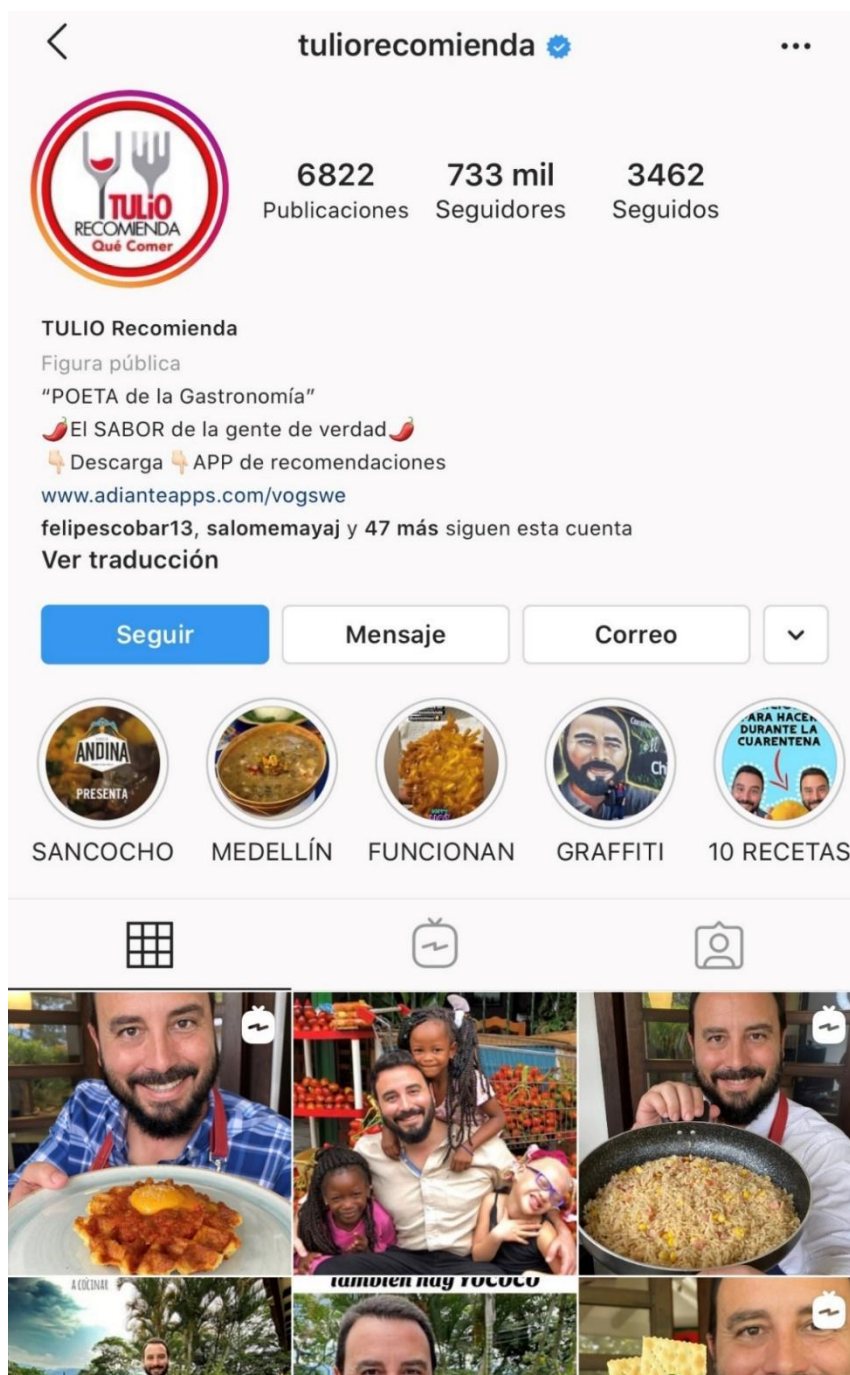 tuliorecomienda
TULiO
RECOMIENDA
Qué Comer
6822 733 mil 3462
Publicaciones Seguidores Seguidos
TULIO Recomienda
Figura pública
“POETA de la Gastronomía”
🌶️El SABOR de la gente de verdad🌶️
👇🏻Descarga👇🏻APP de recomendaciones
www.adianteapps.com/vogswe
felipescobar13, salomemayaj y 47 más siguen esta cuenta
Ver traducción
Seguir Mensaje Correo
ANDINA
PRESENTA
PARA HACER
DURANTE LA
CUARENTENA
SANCOCHO MEDELLÍN FUNCIONAN GRAFFITI 10 RECETAS
A COCINAR
también hay ROCOCO